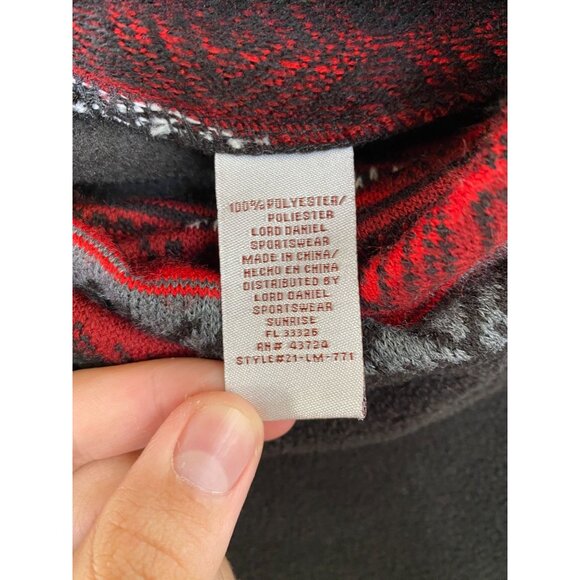 100% POLYESTER/
POLIESTER
LORD DANIEL
SPORTSWEAR
MADE IN CHINA/
HECHO EN CHINA
DISTRIBUTED BY
LORD DANIEL
SPORTSWEAR
SUNRISE
FL 33325
RN# 43724
STYLE#21-LM-771